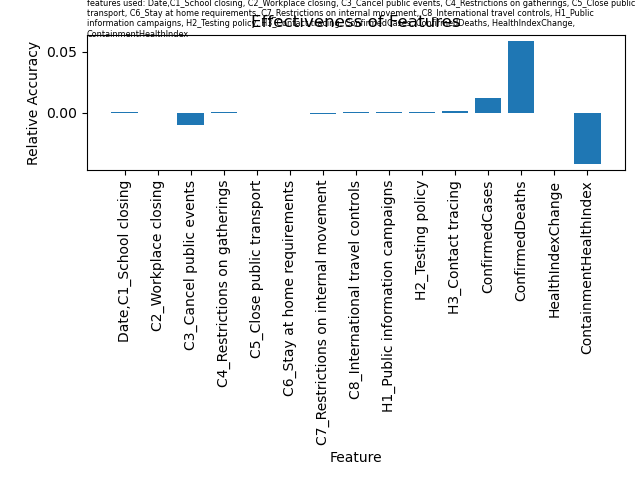 features used: Date,C1_School closing, C2_Workplace closing, C3_Cancel public events, C4_Restrictions on gatherings, C5_Close public
transport, C6_Stay at home requirements, C7_Restrictions on internal movement, C8_International travel controls, H1_Public
information campaigns, H2_Testing policy, H3_Contact tracing, ConfirmedCases, ConfirmedDeaths, HealthIndexChange,
ContainmentHealthIndex
Effectiveness of Features
Relative Accuracy
0.05
0.00
Date,C1_School closing
C2_Workplace closing
C3_Cancel public events
C4_Restrictions on gatherings
C5_Close public transport
C6_Stay at home requirements
C7_Restrictions on internal movement
C8_International travel controls
H1_Public information campaigns
H2_Testing policy
H3_Contact tracing
ConfirmedCases
ConfirmedDeaths
HealthIndexChange
ContainmentHealthIndex
Feature